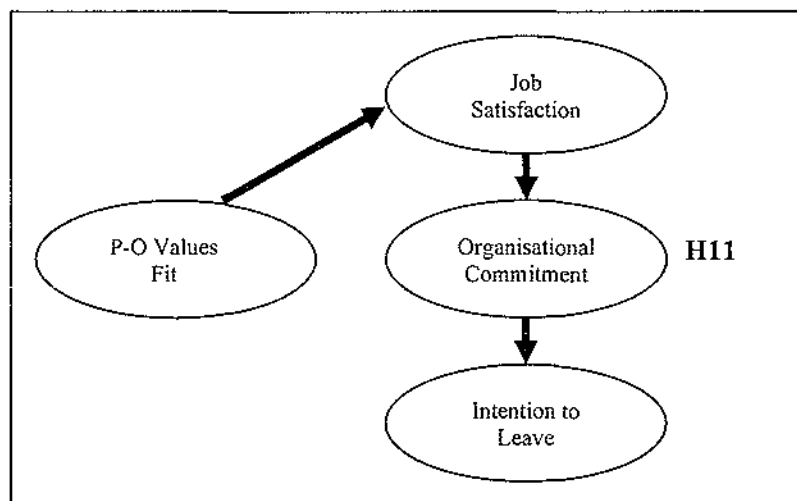 Job
Satisfaction
P-O Values
Fit
Organisational
Commitment
H11
Intention to
Leave